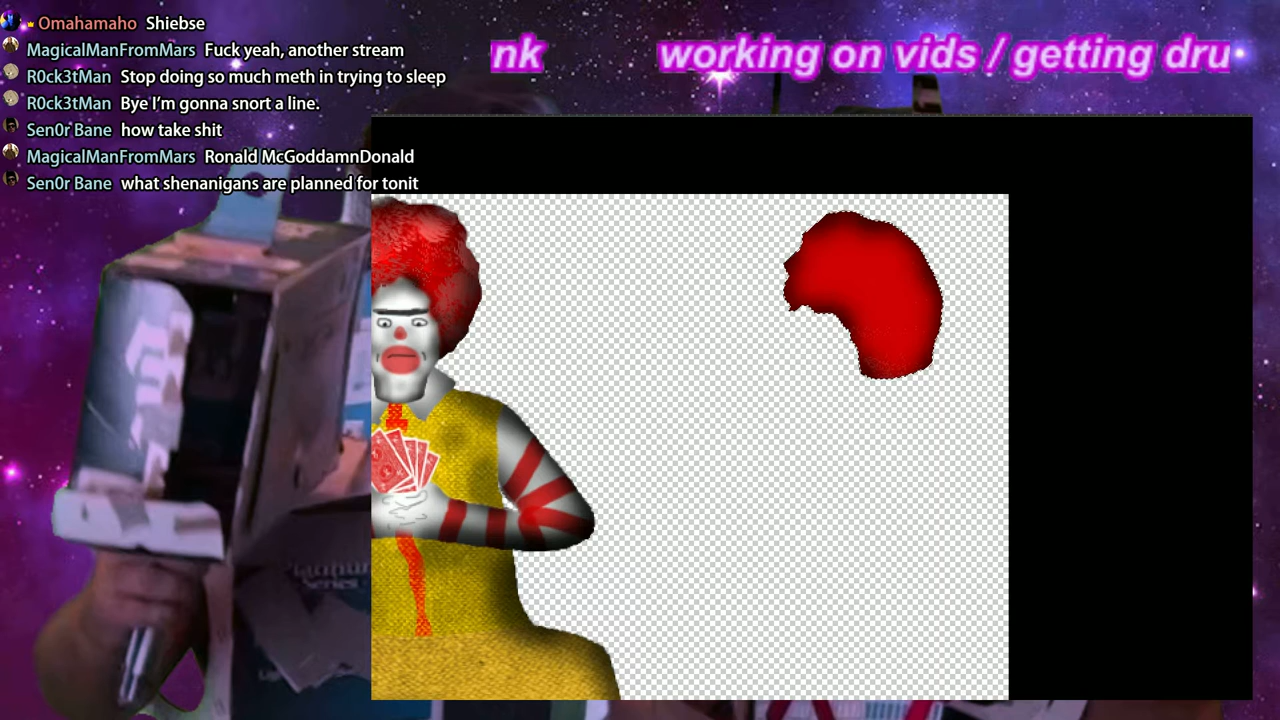 Omahamaho Shiebse
MagicalManFromMars Fuck yeah, another stream
R0ck3tMan Stop doing so much meth in trying to sleep
R0ck3tMan Bye I'm gonna snort a line.
Sen0r Bane how take shit
MagicalManFromMars Ronald McGoddamnDonald
Sen0r Bane what shenanigans are planned for tonit
nk working on vids / getting dru